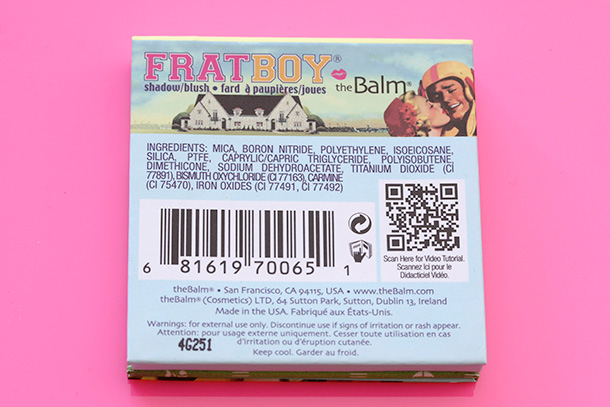 FRATBOY®
shadow/blush • fard à paupières/joues
theBalm®
INGREDIENTS: MICA, BORON NITRIDE, POLYETHYLENE, ISOEICOSANE,
SILICA, PTFE, CAPRYLIC/CAPRIC TRIGLYCERIDE, POLYISOBUTENE,
DIMETHICONE, SODIUM DEHYDROACETATE, TITANIUM DIOXIDE (CI
77891), BISMUTH OXYCHLORIDE (CI 77163), CARMINE
(CI 75470), IRON OXIDES (CI 77491, CI 77492)
6 81619 70065 1
Scan Here for Video Tutorial.
Scannez Ici pour le
Didacticiel Vidéo.
theBalm® • San Francisco, CA 94115, USA • www.theBalm.com
theBalm® (Cosmetics) LTD, 64 Sutton Park, Sutton, Dublin 13, Ireland
Made in the USA. Fabriqué aux États-Unis.
Warnings: for external use only. Discontinue use if signs of irritation or rash appear.
Attention: pour usage externe uniquement. Cesser toute utilisation en cas
d'irritation ou d'éruption cutanée.
4G251
Keep cool. Garder au froid.